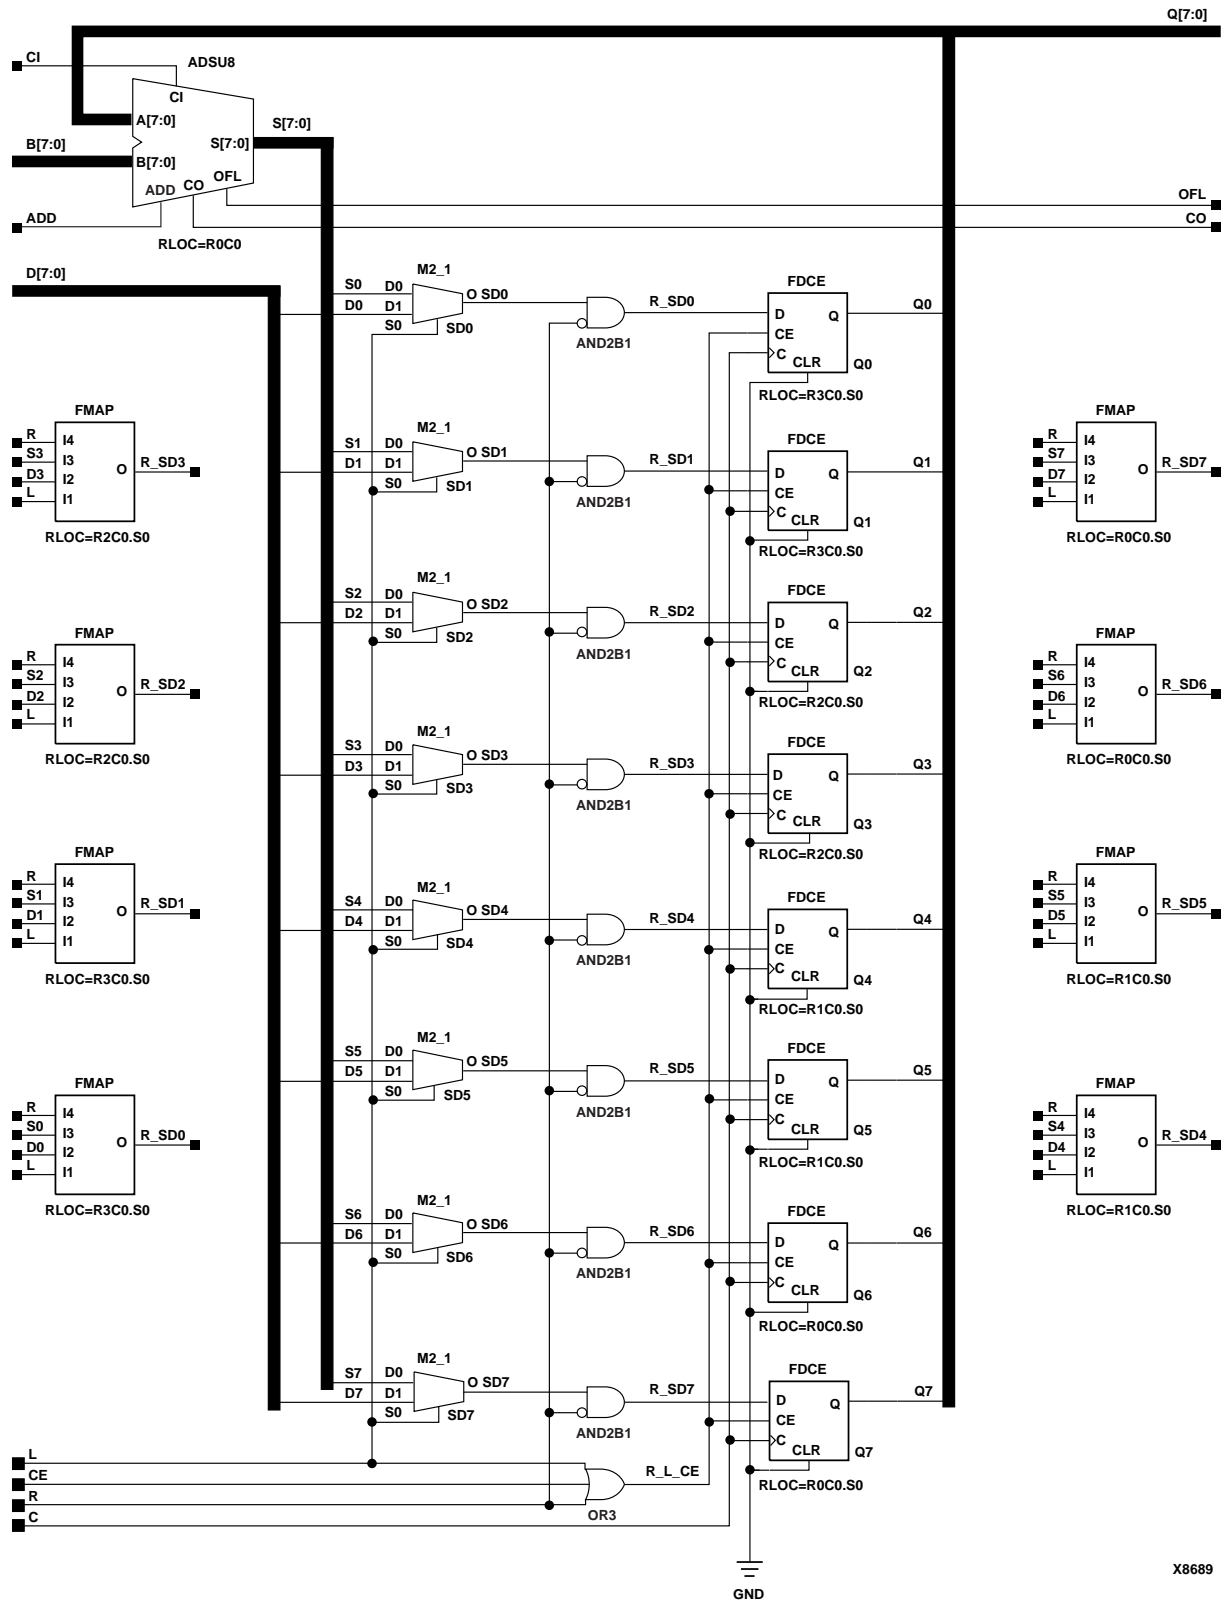 Q[7:0]
CI
ADSU8
CI
A[7:0]
S[7:0]
B[7:0]
S[7:0]
B[7:0]
OFL
CO
ADD
OFL
ADD
CO
RLOC=R0C0
D[7:0]
M2_1
S0 D0
O SD0
D0 D1
S0
SD0
R_SD0
AND2B1
FDCE
D
Q
CE
C
CLR
Q0
Q0
RLOC=R3C0.S0
FMAP
R
I4
S3
I3
D3
I2
L
I1
O
R_SD3
RLOC=R2C0.S0
M2_1
S1 D0
O SD1
D1 D1
S0
SD1
R_SD1
AND2B1
FDCE
D
Q
CE
C
CLR
Q1
Q1
RLOC=R3C0.S0
FMAP
R
I4
S7
I3
D7
I2
L
I1
O
R_SD7
RLOC=R0C0.S0
M2_1
S2 D0
O SD2
D2 D1
S0
SD2
R_SD2
AND2B1
FDCE
D
Q
CE
C
CLR
Q2
Q2
RLOC=R2C0.S0
FMAP
R
I4
S2
I3
D2
I2
L
I1
O
R_SD2
RLOC=R2C0.S0
FMAP
R
I4
S6
I3
D6
I2
L
I1
O
R_SD6
RLOC=R0C0.S0
M2_1
S3 D0
O SD3
D3 D1
S0
SD3
R_SD3
AND2B1
FDCE
D
Q
CE
C
CLR
Q3
Q3
RLOC=R2C0.S0
FMAP
R
I4
S1
I3
D1
I2
L
I1
O
R_SD1
RLOC=R3C0.S0
M2_1
S4 D0
O SD4
D4 D1
S0
SD4
R_SD4
AND2B1
FDCE
D
Q
CE
C
CLR
Q4
Q4
RLOC=R1C0.S0
FMAP
R
I4
S5
I3
D5
I2
L
I1
O
R_SD5
RLOC=R1C0.S0
M2_1
S5 D0
O SD5
D5 D1
S0
SD5
R_SD5
AND2B1
FDCE
D
Q
CE
C
CLR
Q5
Q5
RLOC=R1C0.S0
FMAP
R
I4
S0
I3
D0
I2
L
I1
O
R_SD0
RLOC=R3C0.S0
FMAP
R
I4
S4
I3
D4
I2
L
I1
O
R_SD4
RLOC=R1C0.S0
M2_1
S6 D0
O SD6
D6 D1
S0
SD6
R_SD6
AND2B1
FDCE
D
Q
CE
C
CLR
Q6
Q6
RLOC=R0C0.S0
M2_1
S7 D0
O SD7
D7 D1
S0
SD7
R_SD7
AND2B1
FDCE
D
Q
CE
C
CLR
Q7
Q7
RLOC=R0C0.S0
L
CE
R
C
R_L_CE
OR3
GND
X8689